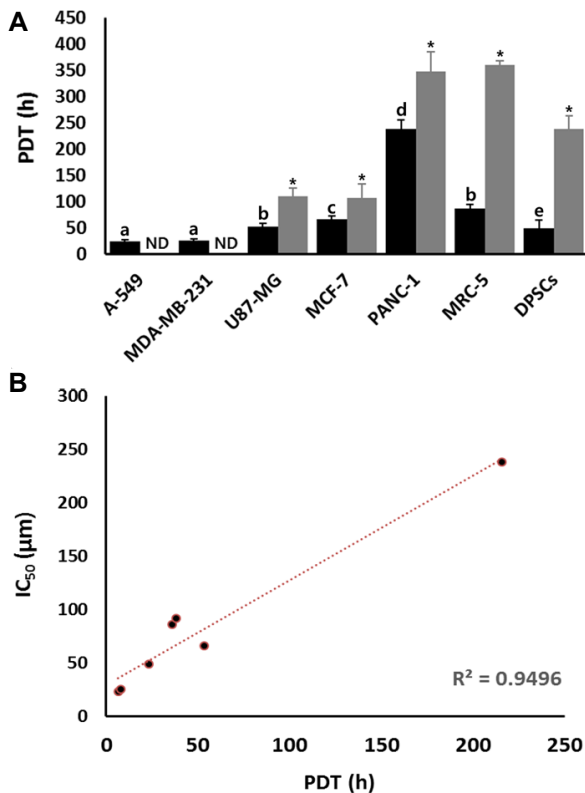 A
450
400
350
300
250
200
150
100
50
0
PDT (h)
a ND a ND b * c * d * b * e *
A-549 MDA-MB-231 U87-MG MCF-7 PANC-1 MRC-5 DPSCs
B
300
250
200
150
100
50
0
IC₅₀ (µm)
R² = 0.9496
0 50 100 150 200 250
PDT (h)